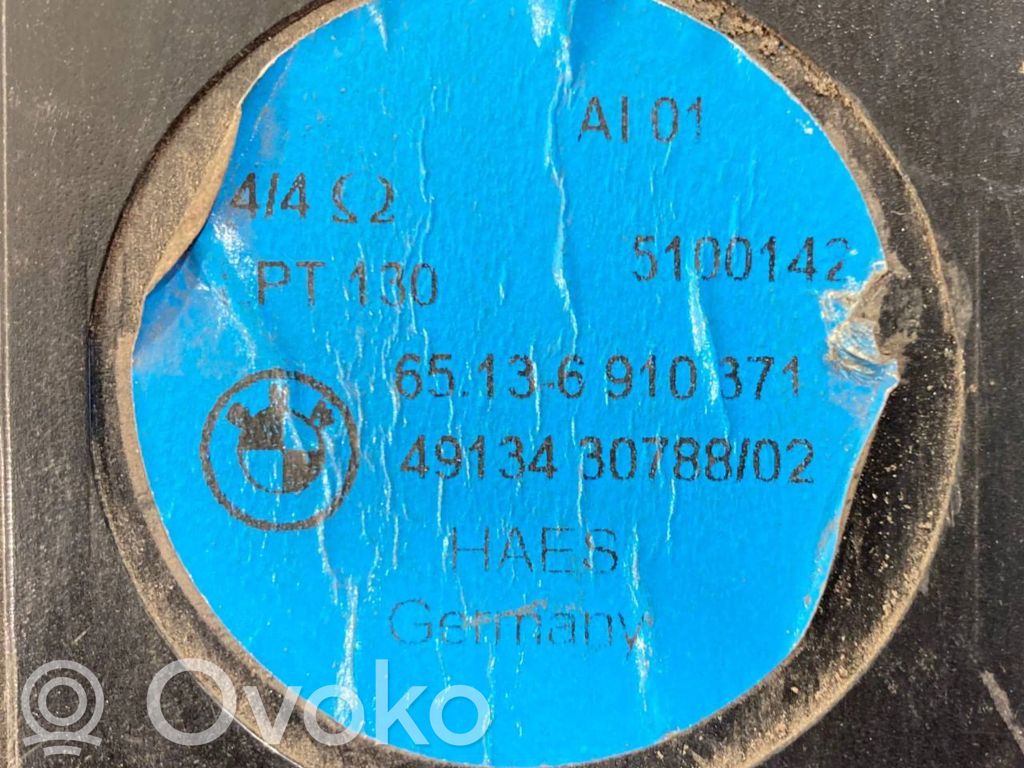 AI 01
4/4 Ω
PT 130
5100142
65.13-6 910 371
49134 30788/02
HAES
Germany
Ovoko